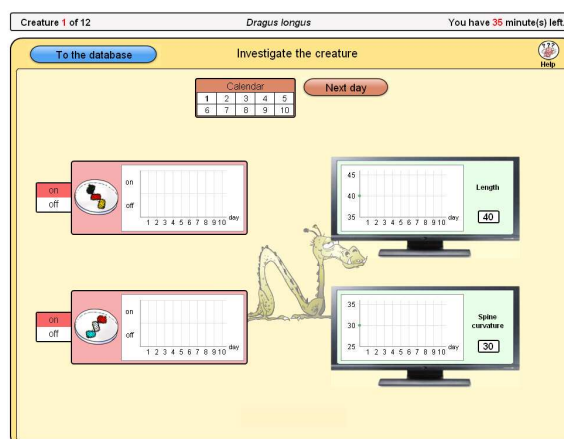 Creature 1 of 12
Dragus longus
You have 35 minute(s) left.
To the database
Investigate the creature
???
Help
Calendar
1 2 3 4 5
6 7 8 9 10
Next day
on
off
on
off
1 2 3 4 5 6 7 8 9 10 day
45
40
35
1 2 3 4 5 6 7 8 9 10 day
Length
40
on
off
on
off
1 2 3 4 5 6 7 8 9 10 day
35
30
25
1 2 3 4 5 6 7 8 9 10 day
Spine
curvature
30